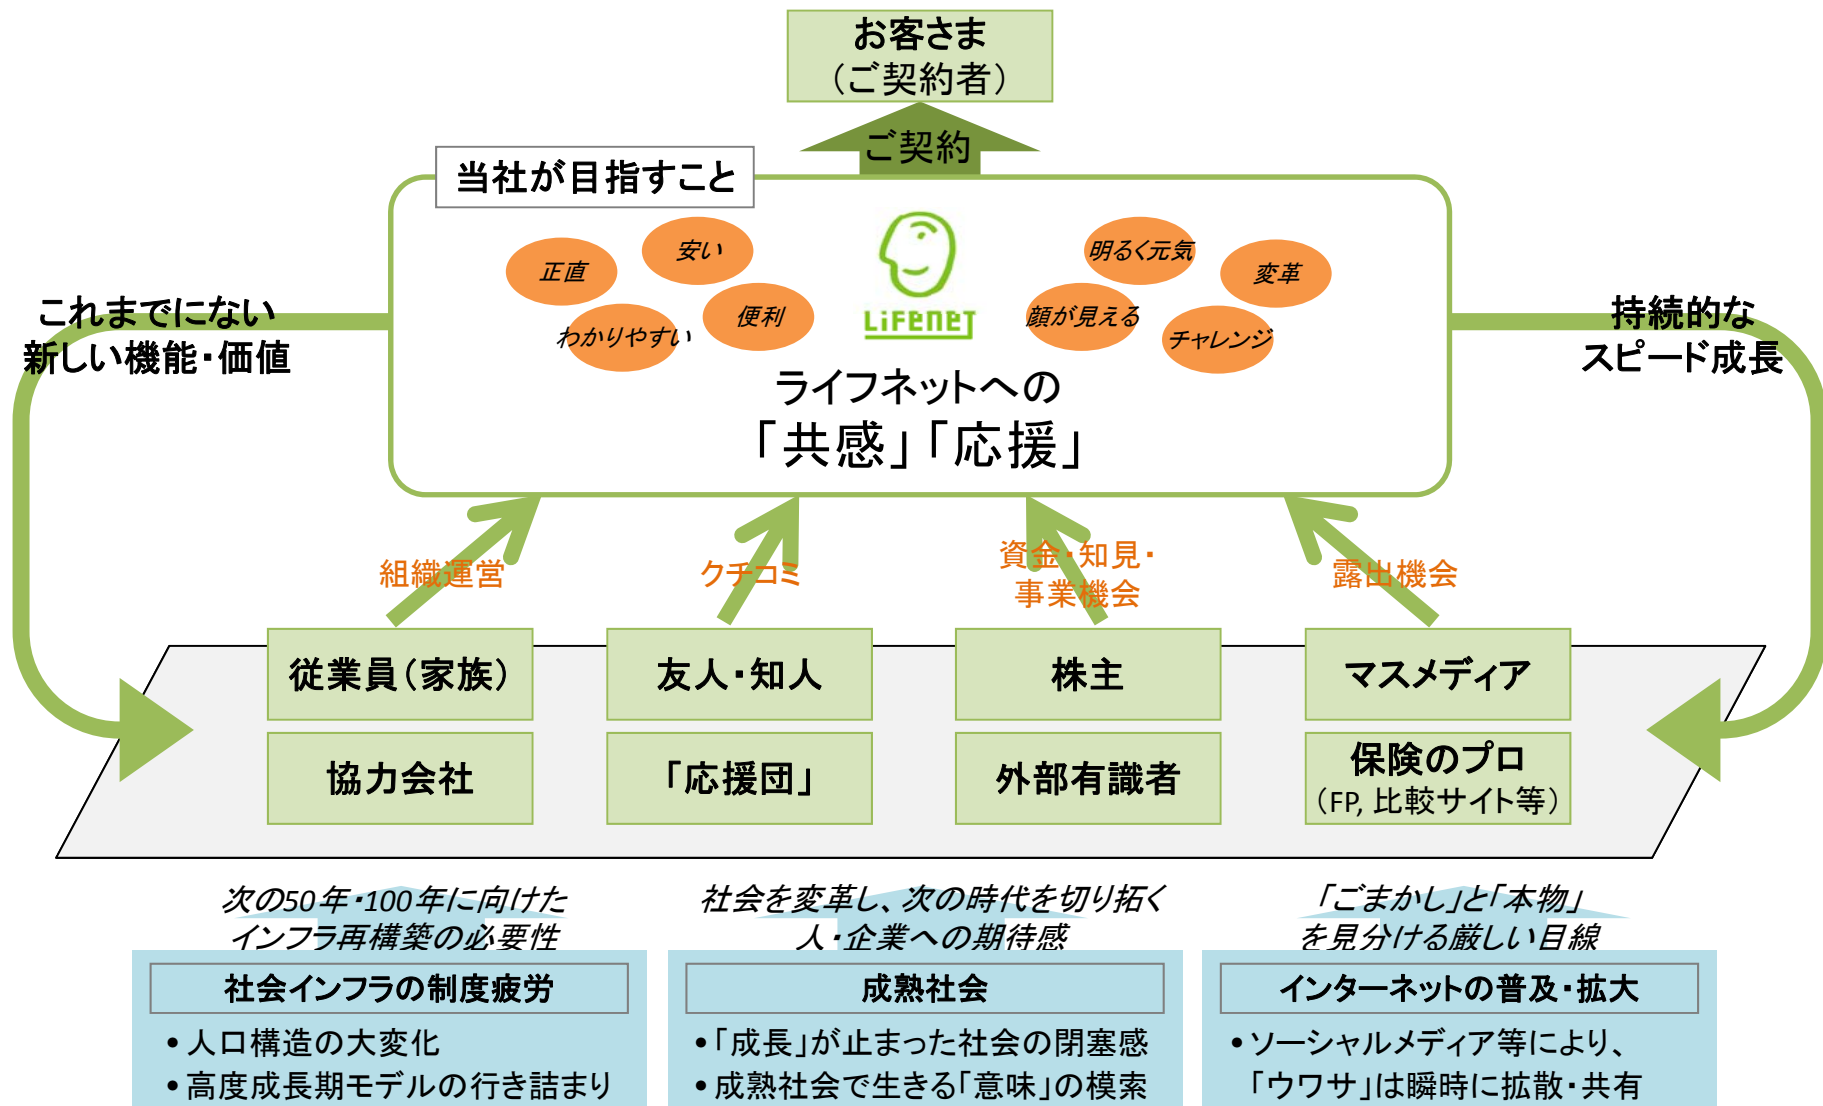 お客さま
（ご契約者）
ご契約
当社が目指すこと
正直
安い
わかりやすい
便利
LiFENET
明るく元気
変革
顔が見える
チャレンジ
ライフネットへの
「共感」「応援」
これまでにない
新しい機能・価値
持続的な
スピード成長
組織運営
クチコミ
資金・知見・
事業機会
露出機会
従業員（家族）
友人・知人
株主
マスメディア
協力会社
「応援団」
外部有識者
保険のプロ
（FP, 比較サイト等）
次の50年・100年に向けた
インフラ再構築の必要性
社会インフラの制度疲労
• 人口構造の大変化
• 高度成長期モデルの行き詰まり
社会を変革し、次の時代を切り拓く
人・企業への期待感
成熟社会
• 「成長」が止まった社会の閉塞感
• 成熟社会で生きる「意味」の模索
「ごまかし」と「本物」
を見分ける厳しい目線
インターネットの普及・拡大
• ソーシャルメディア等により、
「ウワサ」は瞬時に拡散・共有